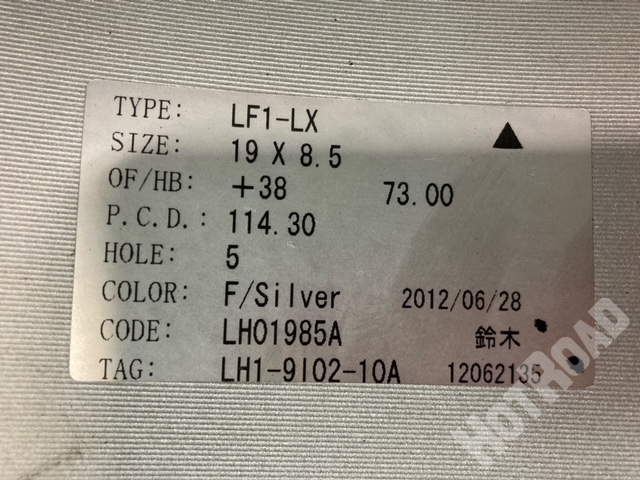 TYPE: LF1-LX
SIZE: 19 X 8.5
OF/HB: +38 73.00
P.C.D.: 114.30
HOLE: 5
COLOR: F/Silver 2012/06/28
CODE: LH01985A 鈴木
TAG: LH1-9I02-10A 12062135
HOTROAD